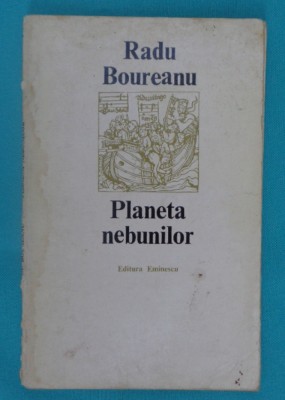 Radu
Boureanu
Planeta
nebunilor
Editura Eminescu